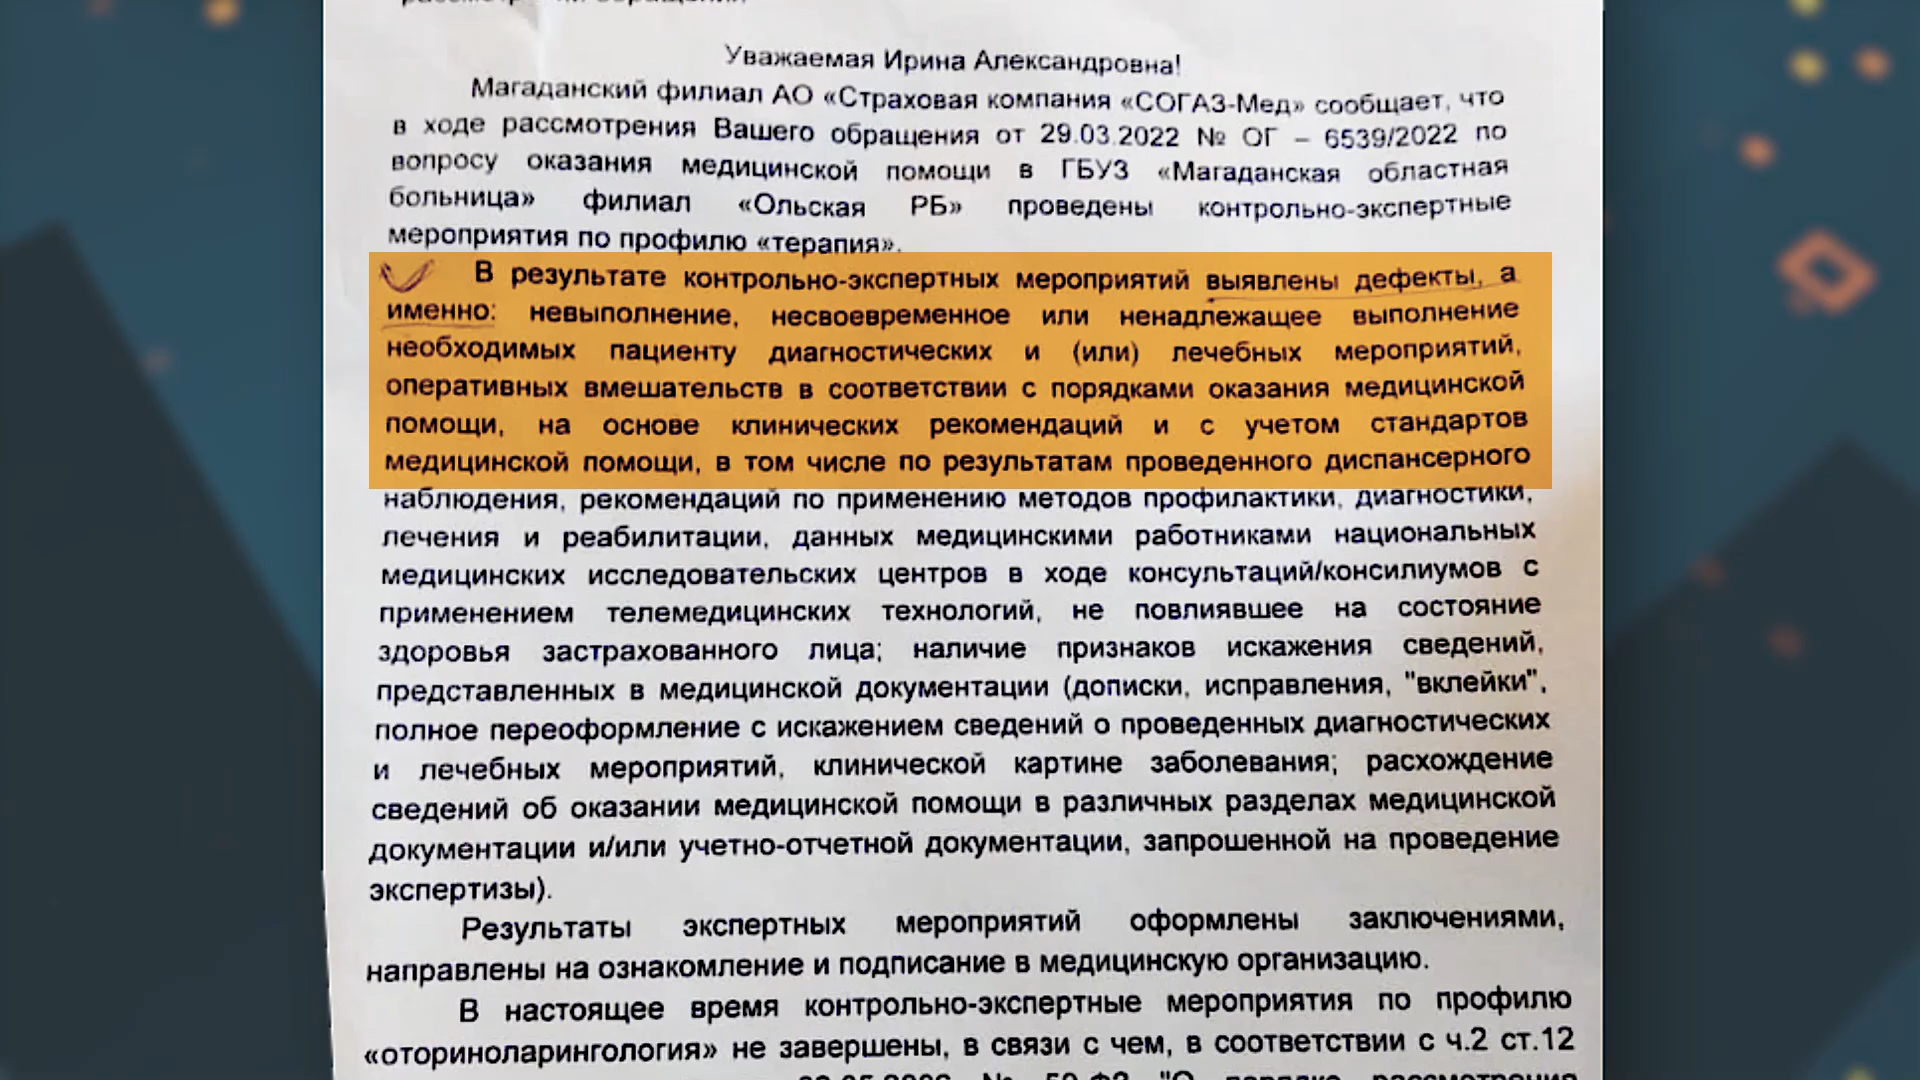 Уважаемая Ирина Александровна!
Магаданский филиал АО «Страховая компания «СОГАЗ-Мед» сообщает, что
в ходе рассмотрения Вашего обращения от 29.03.2022 № ОГ – 6539/2022 по
вопросу оказания медицинской помощи в ГБУЗ «Магаданская областная
больница» филиал «Ольская РБ» проведены контрольно-экспертные
мероприятия по профилю «терапия».
В результате контрольно-экспертных мероприятий выявлены дефекты, а
именно: невыполнение, несвоевременное или ненадлежащее выполнение
необходимых пациенту диагностических и (или) лечебных мероприятий,
оперативных вмешательств в соответствии с порядками оказания медицинской
помощи, на основе клинических рекомендаций и с учетом стандартов
медицинской помощи, в том числе по результатам проведенного диспансерного
наблюдения, рекомендаций по применению методов профилактики, диагностики,
лечения и реабилитации, данных медицинскими работниками национальных
медицинских исследовательских центров в ходе консультаций/консилиумов с
применением телемедицинских технологий, не повлиявшее на состояние
здоровья застрахованного лица; наличие признаков искажения сведений,
представленных в медицинской документации (дописки, исправления, "вклейки",
полное переоформление с искажением сведений о проведенных диагностических
и лечебных мероприятий, клинической картине заболевания; расхождение
сведений об оказании медицинской помощи в различных разделах медицинской
документации и/или учетно-отчетной документации, запрошенной на проведение
экспертизы).
Результаты экспертных мероприятий оформлены заключениями,
направлены на ознакомление и подписание в медицинскую организацию.
В настоящее время контрольно-экспертные мероприятия по профилю
«оториноларингология» не завершены, в связи с чем, в соответствии с ч.2 ст.12